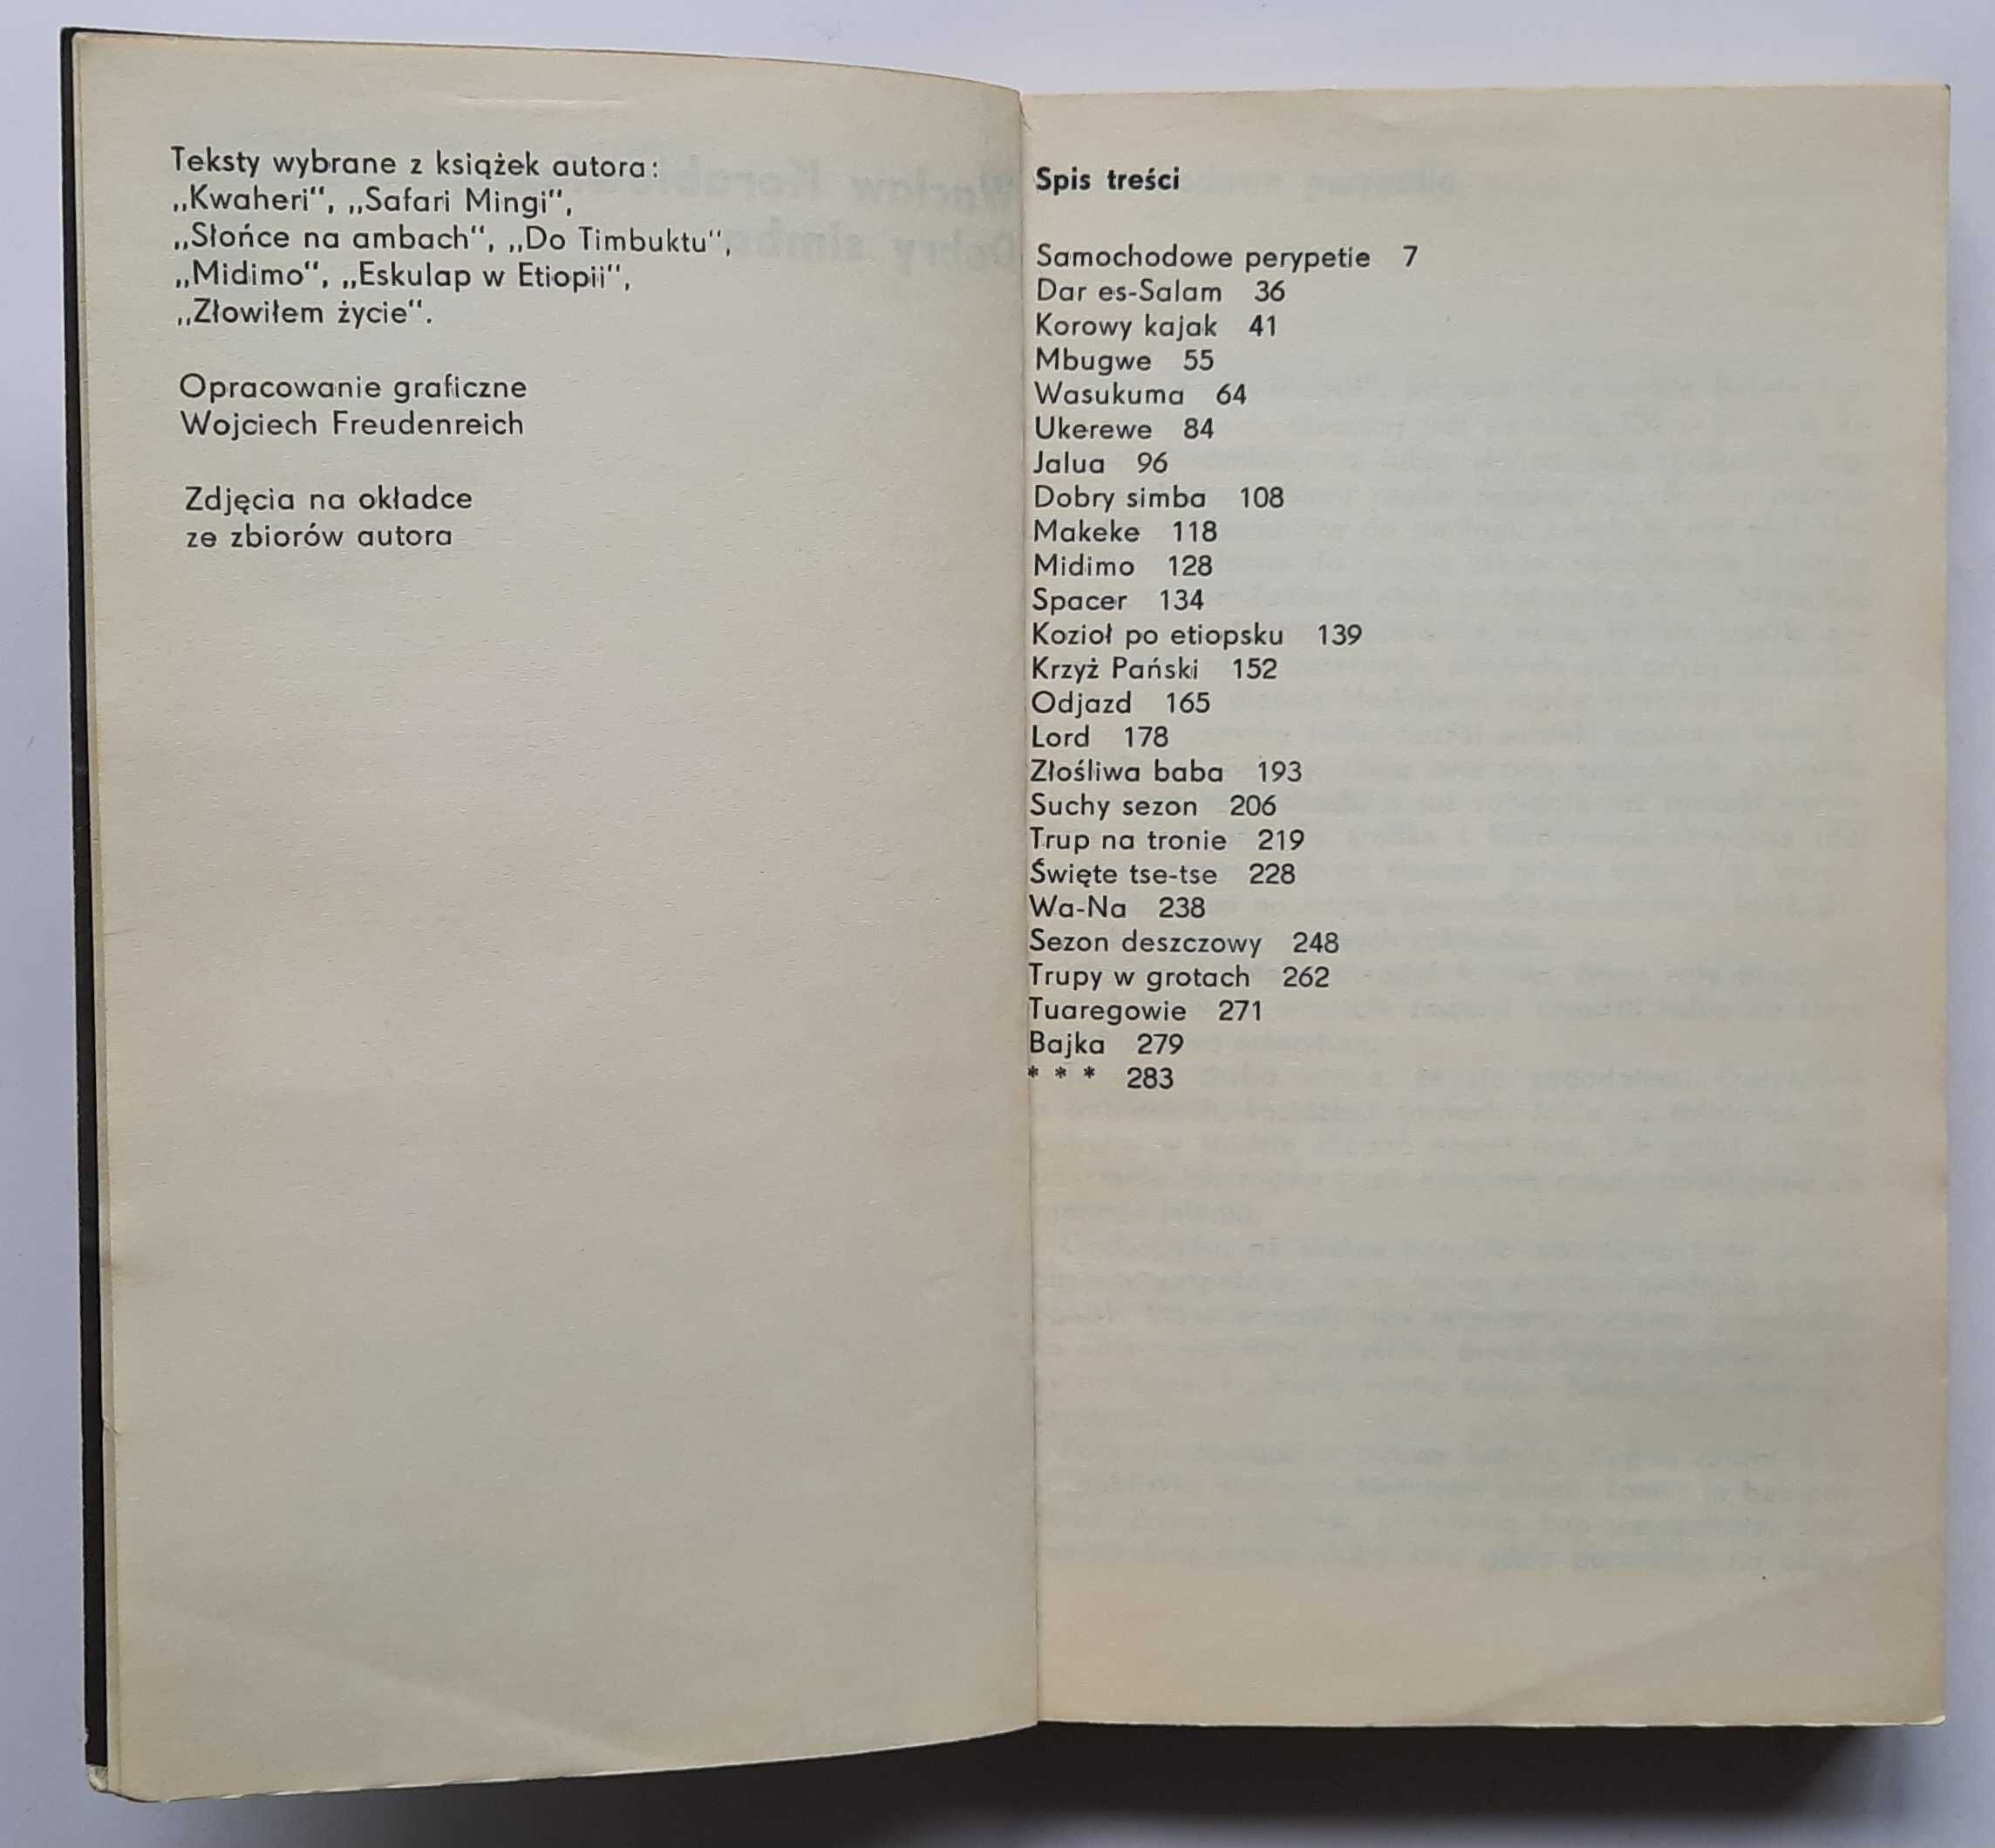 Teksty wybrane z książek autora:
„Kwaheri“, „Safari Mingi“,
„Słońce na ambach“, „Do Timbuktu“,
„Midimo“, „Eskulap w Etiopii“,
„Złowiłem życie“.
Opracowanie graficzne
Wojciech Freudenreich
Zdjęcia na okładce
ze zbiorów autora
Spis treści
Samochodowe perypetie 7
Dar es-Salam 36
Korowy kajak 41
Mbugwe 55
Wasukuma 64
Ukerewe 84
Jalua 96
Dobry simba 108
Makeke 118
Midimo 128
Spacer 134
Kozioł po etiopsku 139
Krzyż Pański 152
Odjazd 165
Lord 178
Złośliwa baba 193
Suchy sezon 206
Trup na tronie 219
Święte tse-tse 228
Wa-Na 238
Sezon deszczowy 248
Trupy w grotach 262
Tuaregowie 271
Bajka 279
* * * 283